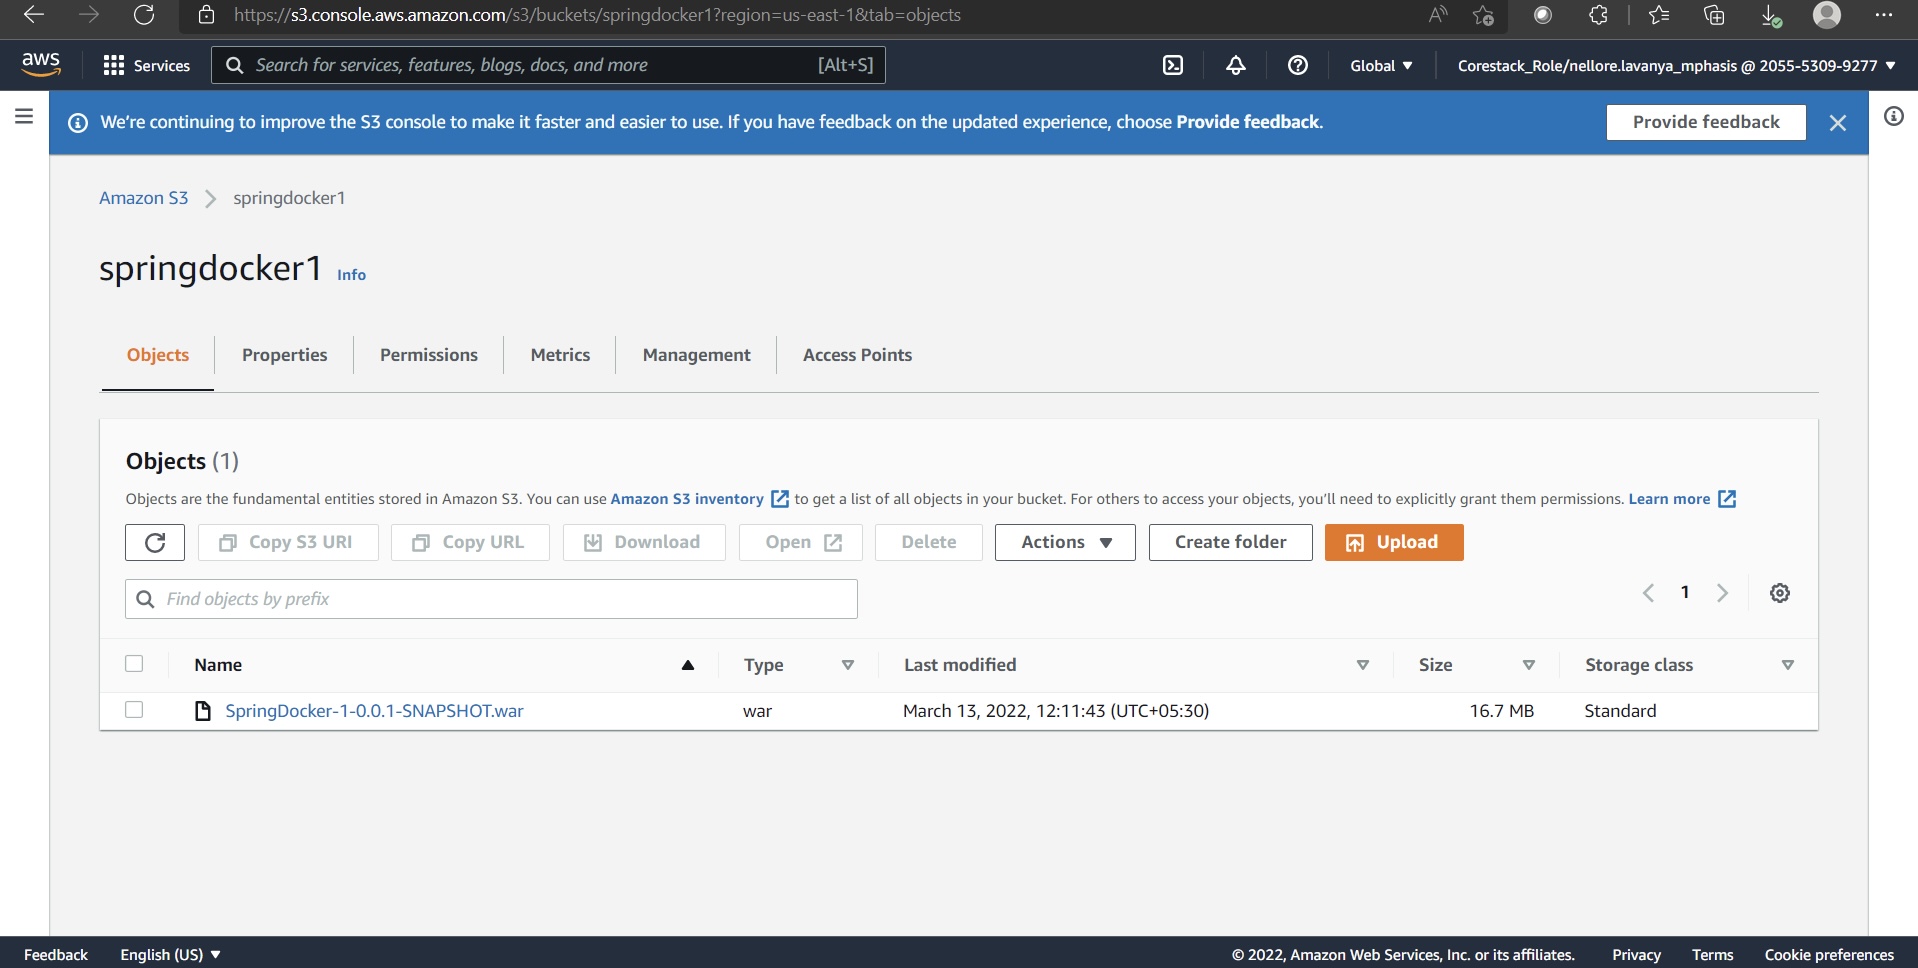 https://s3.console.aws.amazon.com/s3/buckets/springdocker1?region=us-east-1&tab=objects
aws Services Search for services, features, blogs, docs, and more [Alt+S] Global ▼ Corestack_Role/nellore.lavanya_mphasis @ 2055-5309-9277 ▼
We're continuing to improve the S3 console to make it faster and easier to use. If you have feedback on the updated experience, choose Provide feedback. Provide feedback
Amazon S3 springdocker1
springdocker1 Info
Objects Properties Permissions Metrics Management Access Points
Objects (1)
Objects are the fundamental entities stored in Amazon S3. You can use Amazon S3 inventory to get a list of all objects in your bucket. For others to access your objects, you'll need to explicitly grant them permissions. Learn more
Copy S3 URI Copy URL Download Open Delete Actions ▼ Create folder Upload
Find objects by prefix 1
Name Type Last modified Size Storage class
SpringDocker-1-0.0.1-SNAPSHOT.war war March 13, 2022, 12:11:43 (UTC+05:30) 16.7 MB Standard
Feedback English (US) ▼ © 2022, Amazon Web Services, Inc. or its affiliates. Privacy Terms Cookie preferences